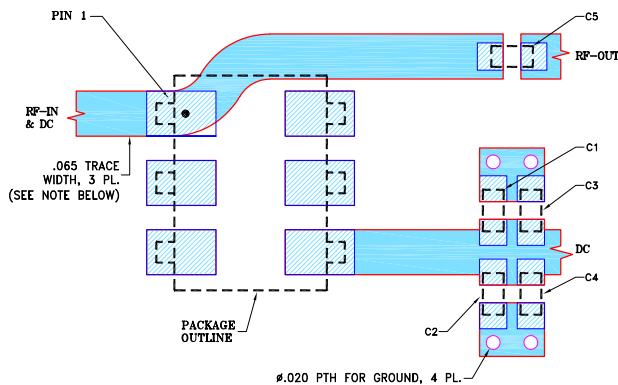 PIN 1
C5
RF-OUT
RF-IN
& DC
.065 TRACE
WIDTH, 3 PL.
(SEE NOTE BELOW)
C1
C3
DC
C4
C2
PACKAGE
OUTLINE
ø.020 PTH FOR GROUND, 4 PL.